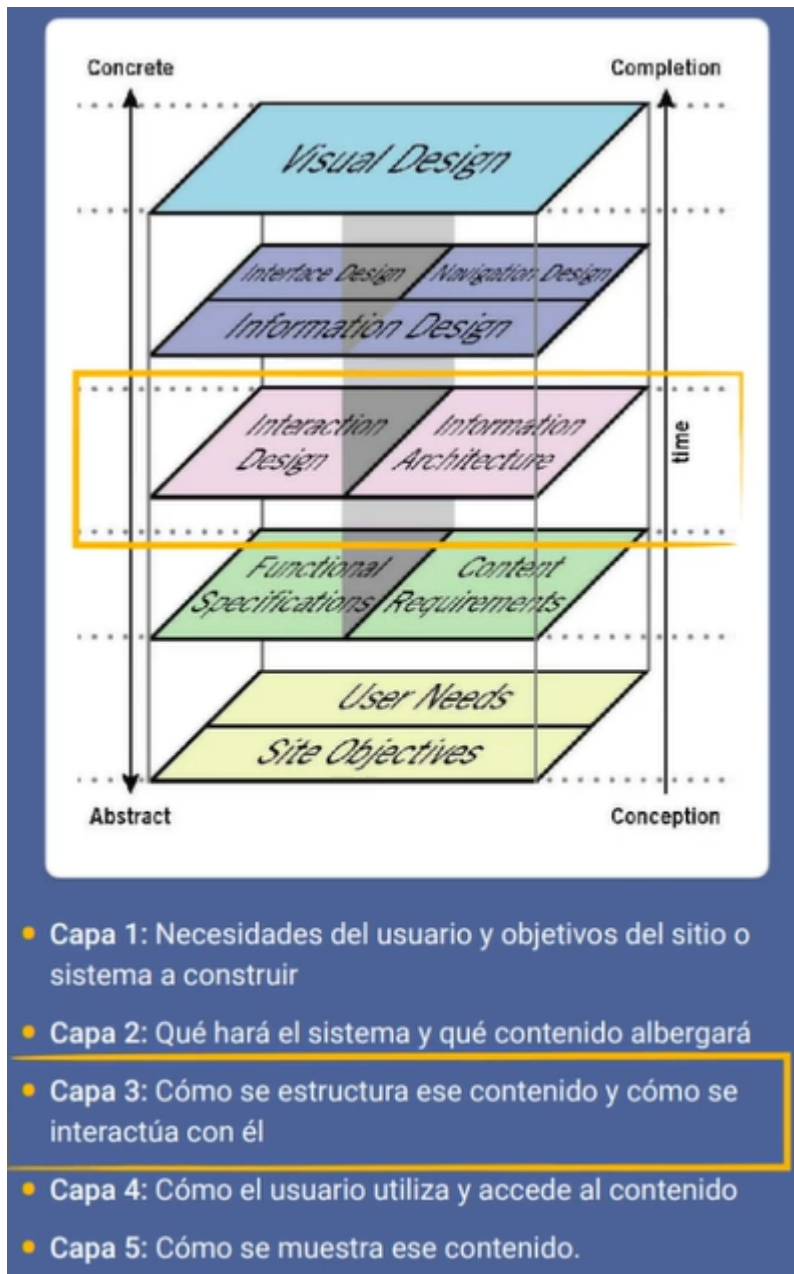 Concrete
Completion
Visual Design
Interface Design
Navigation Design
Information Design
Interaction
Design
Information
Architecture
time
Functional
Specifications
Content
Requirements
User Needs
Site Objectives
Abstract
Conception
• Capa 1: Necesidades del usuario y objetivos del sitio o
sistema a construir
• Capa 2: Qué hará el sistema y qué contenido albergará
• Capa 3: Cómo se estructura ese contenido y cómo se
interactúa con él
• Capa 4: Cómo el usuario utiliza y accede al contenido
• Capa 5: Cómo se muestra ese contenido.